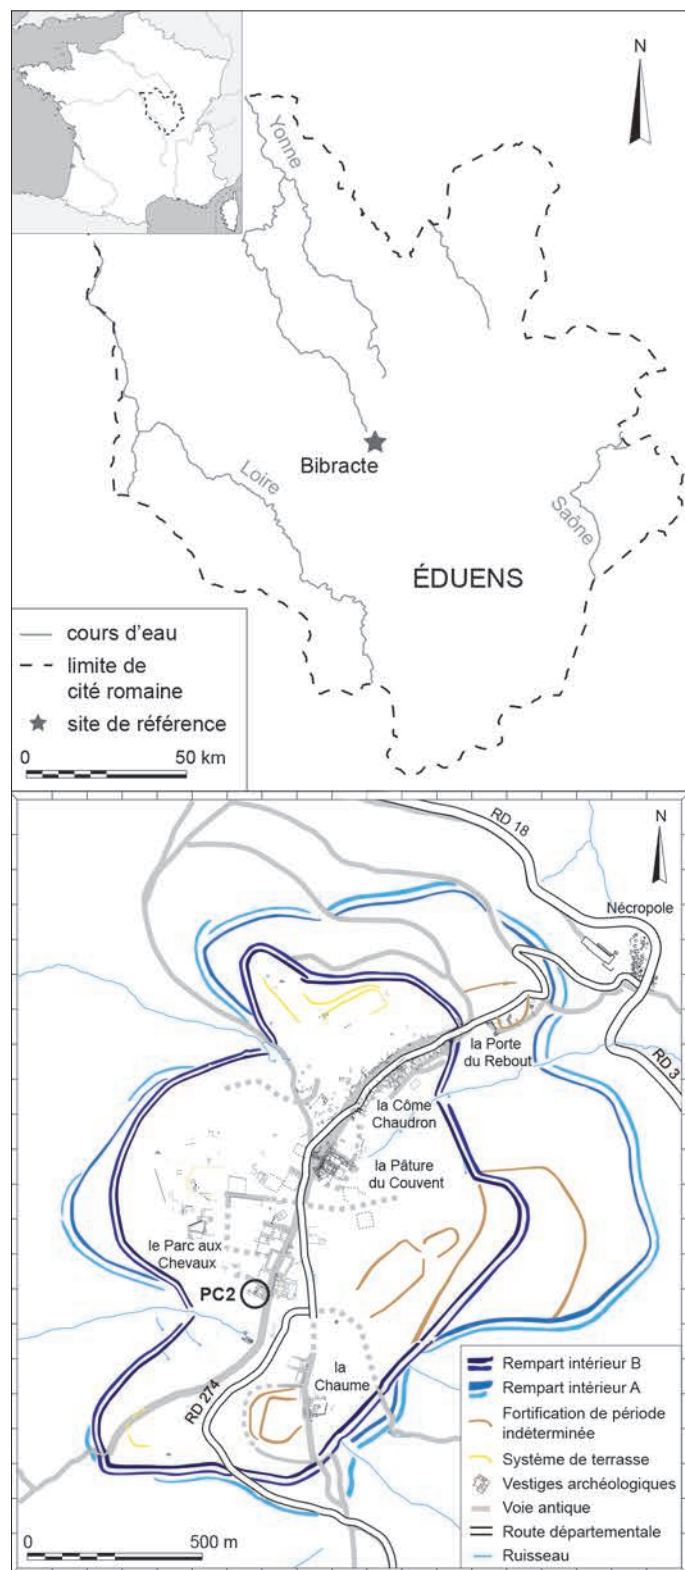 N
Yonne
Bibracte
Loire
Saône
ÉDUENS
cours d'eau
limite de
cité romaine
site de référence
0 50 km
N
RD 18
Nécropole
la Porte
du Rebout
RD 3
la Côme
Chaudron
la Pâture
du Couvent
le Parc aux
Chevaux
PC2
la
Chaume
RD 274
Rempart intérieur B
Rempart intérieur A
Fortification de période
indéterminée
Système de terrasse
Vestiges archéologiques
Voie antique
Route départementale
Ruisseau
0 500 m